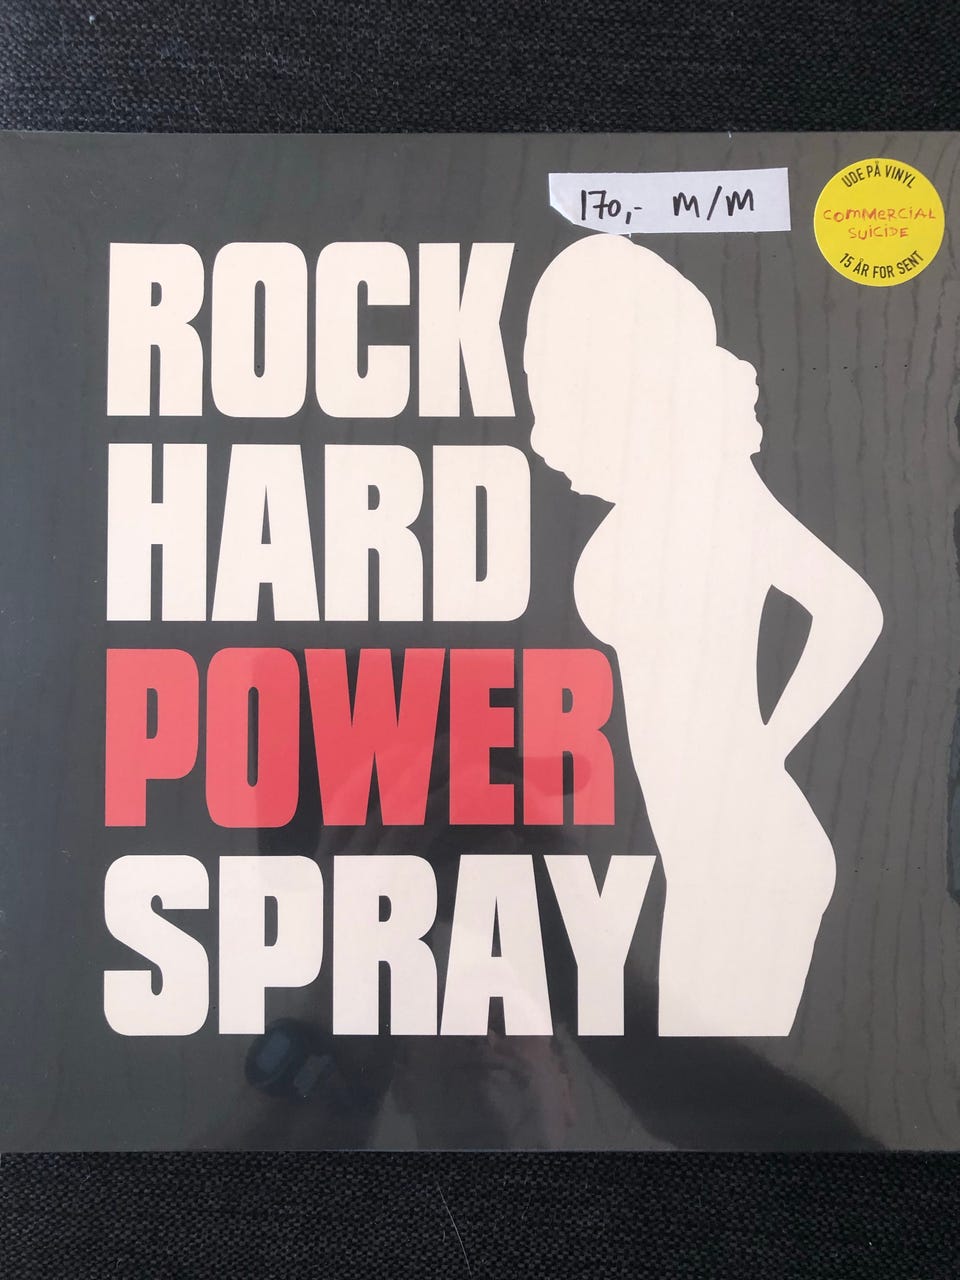 170,- M/M
UDE PÅ VINYL
COMMERCIAL
SUICIDE
15 ÅR FOR SENT
ROCK
HARD
POWER
SPRAY